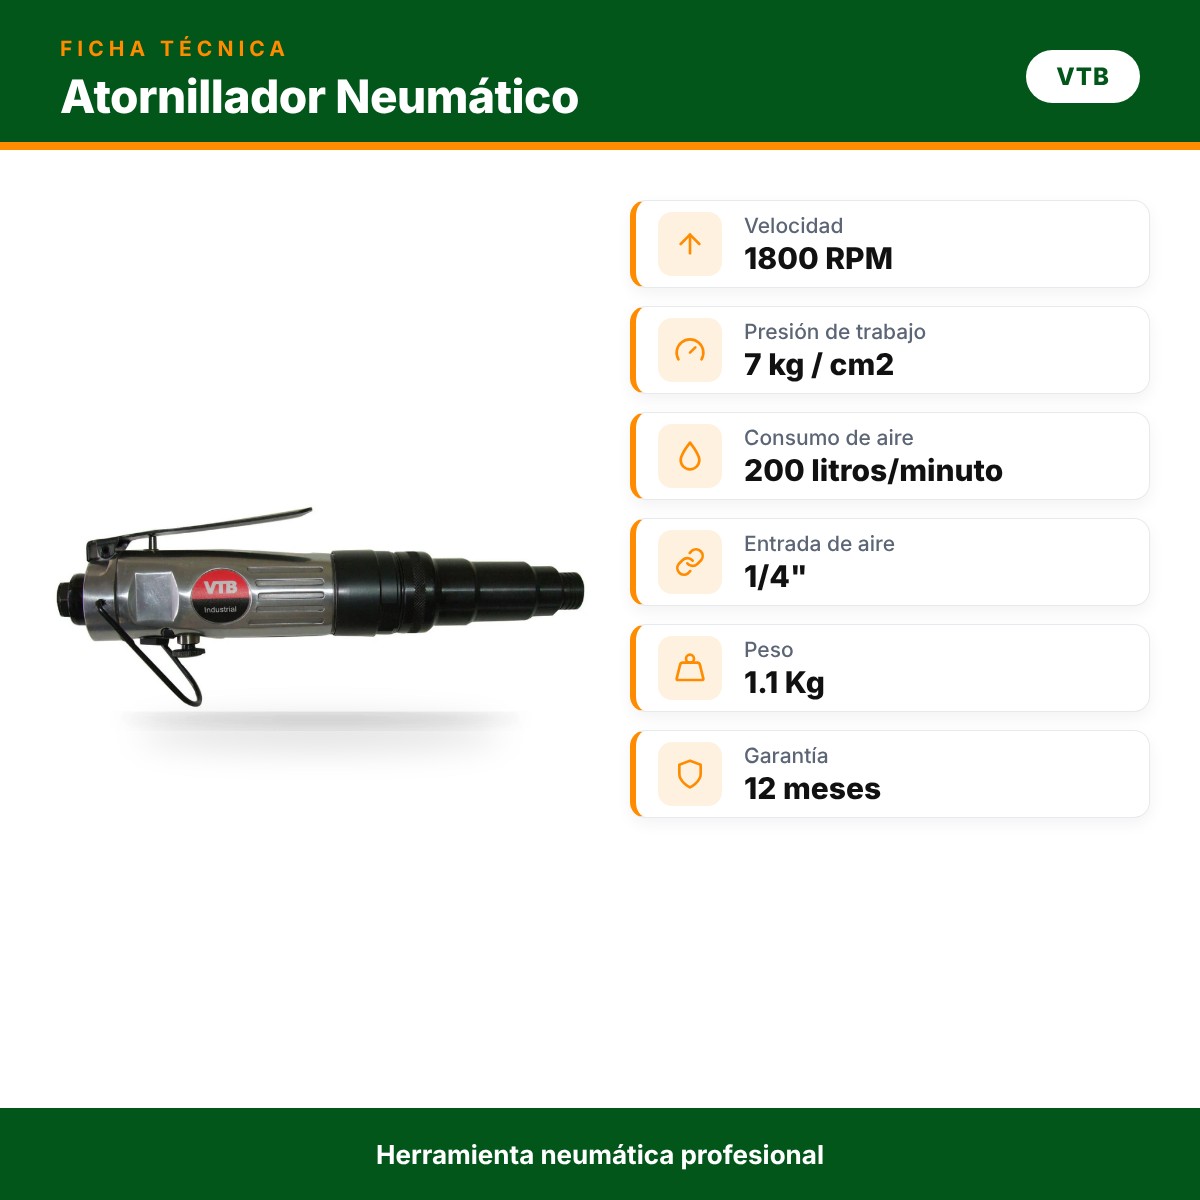 FICHA TÉCNICA
Atornillador Neumático
VTB
Velocidad
1800 RPM
Presión de trabajo
7 kg / cm2
Consumo de aire
200 litros/minuto
Entrada de aire
1/4"
Peso
1.1 Kg
Garantía
12 meses
VTB
Industrial
Herramienta neumática profesional